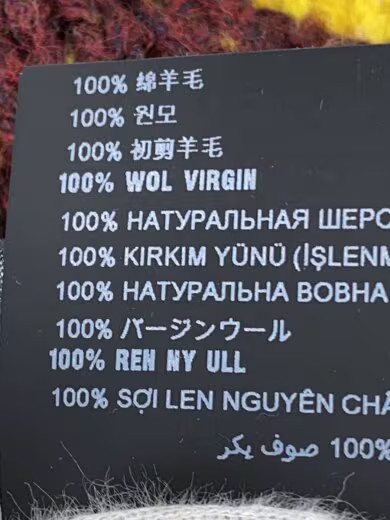 100% 绵羊毛
100% 원모
100% 初剪羊毛
100% WOL VIRGIN
100% НАТУРАЛЬНАЯ ШЕРС
100% KIRKIM YÜNÜ (İŞLENM
100% НАТУРАЛЬНА ВОВНА
100% バージンウール
100% REN NY ULL
100% SỢI LEN NGUYÊN CHẤ
100% صوف بكر